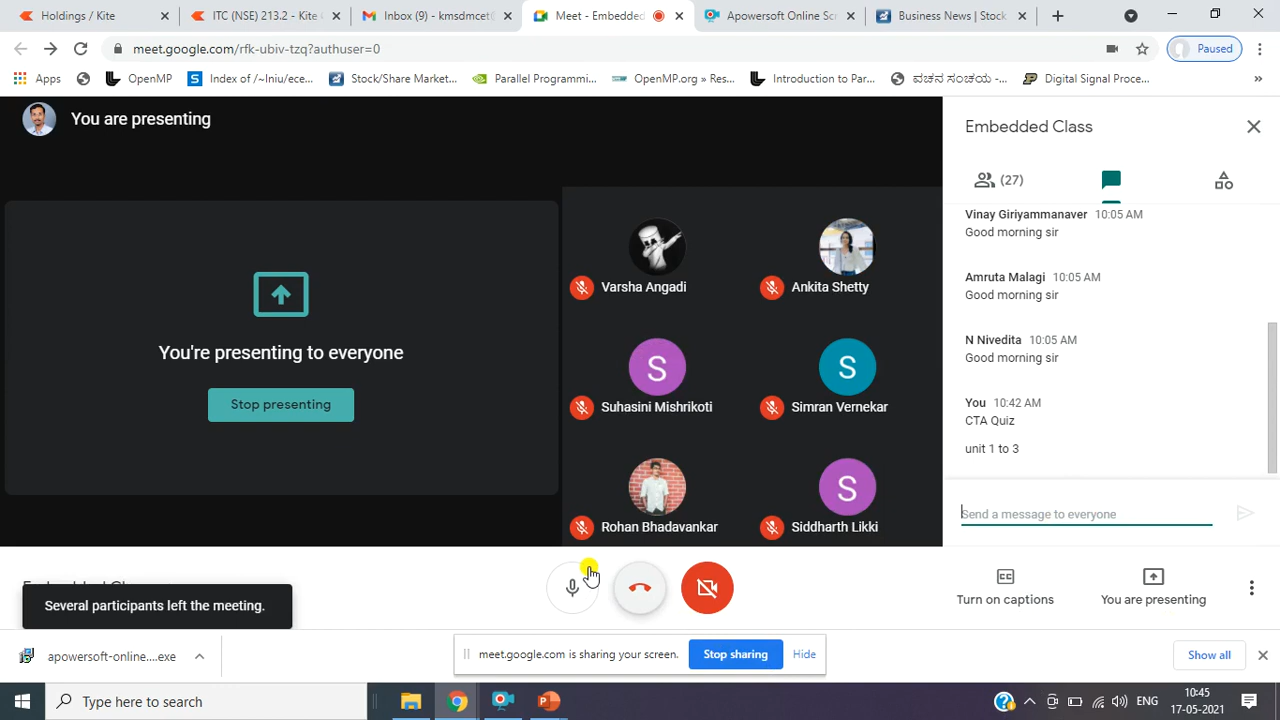 Holdings / Kite
ITC (NSE) 213.2 - Kite
Inbox (9) - kmsdmcet@
Meet - Embedded
Apowersoft Online Scr
Business News | Stock
meet.google.com/rfk-ubiv-tzq?authuser=0
Paused
Apps
OpenMP
Index of /~lniu/ece...
Stock/Share Market...
Parallel Programmi...
OpenMP.org » Res...
Introduction to Par...
ವಚನ ಸಂಚಯ -...
Digital Signal Proce...
You are presenting
You're presenting to everyone
Stop presenting
Varsha Angadi
Ankita Shetty
S
Suhasini Mishrikoti
S
Simran Vernekar
Rohan Bhadavankar
S
Siddharth Likki
Embedded Class
(27)
Vinay Giriyammanaver 10:05 AM
Good morning sir
Amruta Malagi 10:05 AM
Good morning sir
N Nivedita 10:05 AM
Good morning sir
You 10:42 AM
CTA Quiz
unit 1 to 3
Send a message to everyone
Several participants left the meeting.
Turn on captions
You are presenting
apowersoft-online....exe
meet.google.com is sharing your screen.
Stop sharing
Hide
Show all
Type here to search
ENG
10:45
17-05-2021